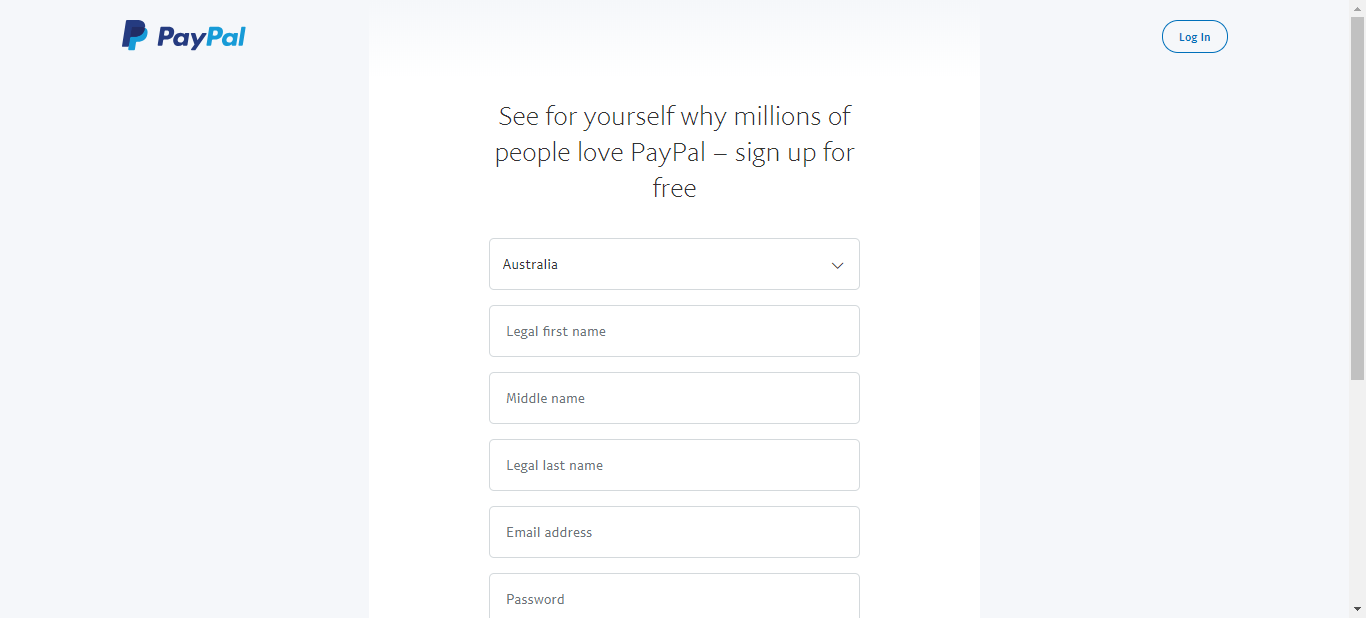 PayPal
Log In
See for yourself why millions of
people love PayPal – sign up for
free
Australia
Legal first name
Middle name
Legal last name
Email address
Password